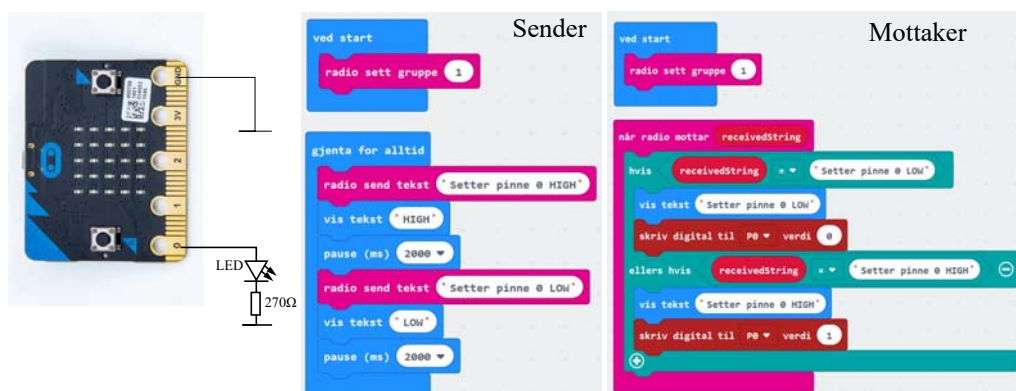 Sender
Mottaker
GND
3V
2
1
0
LED
270Ω
ved start
radio sett gruppe 1
gjenta for alltid
radio send tekst "Setter pinne 0 HIGH"
vis tekst "HIGH"
pause (ms) 2000
radio send tekst "Setter pinne 0 LOW"
vis tekst "LOW"
pause (ms) 2000
ved start
radio sett gruppe 1
når radio mottar receivedString
hvis receivedString = "Setter pinne 0 LOW"
vis tekst "Setter pinne 0 LOW"
skriv digital til P0 verdi 0
ellers hvis receivedString = "Setter pinne 0 HIGH"
vis tekst "Setter pinne 0 HIGH"
skriv digital til P0 verdi 1